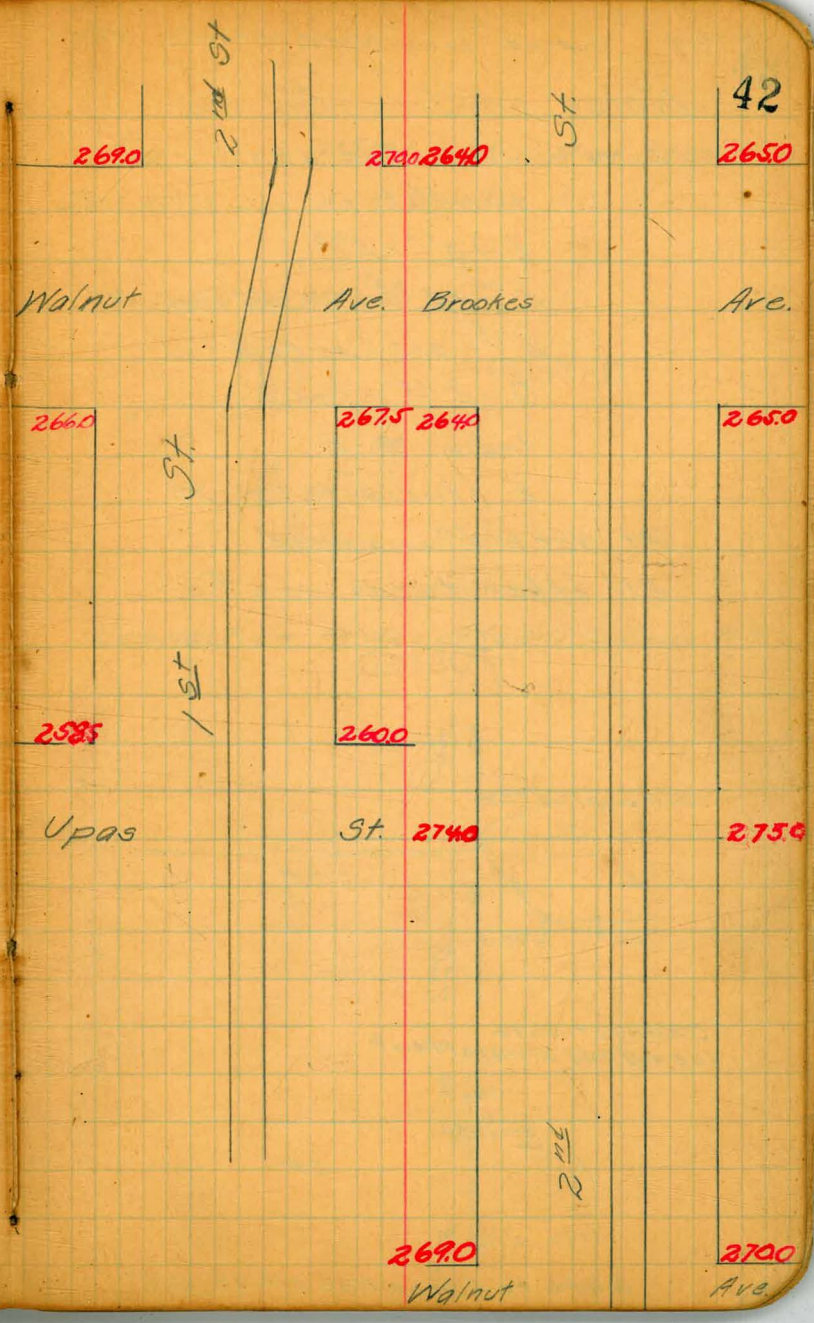 42
2nd St
St.
269.0
270.0 264.0
265.0
Walnut
Ave. Brookes
Ave.
266.0
267.5 264.0
265.0
St.
1st
258.5
260.0
Upas
St. 274.0
275.0
2nd
269.0
270.0
Walnut
Ave.